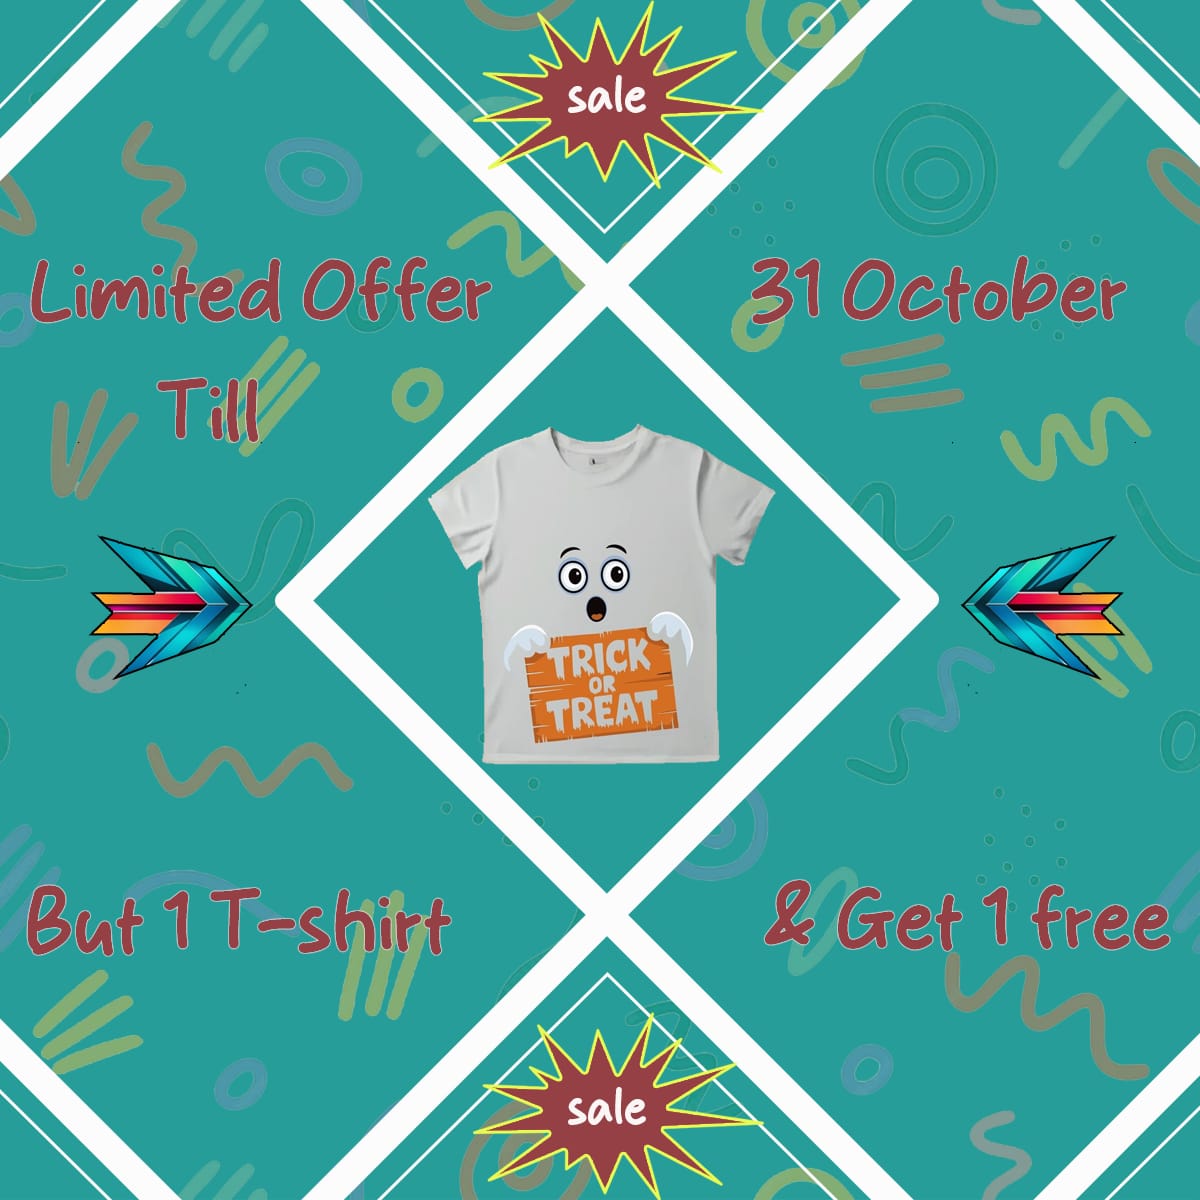 sale
Limited Offer
Till
31 October
TRICK
OR
TREAT
But 1 T-shirt
& Get 1 free
sale